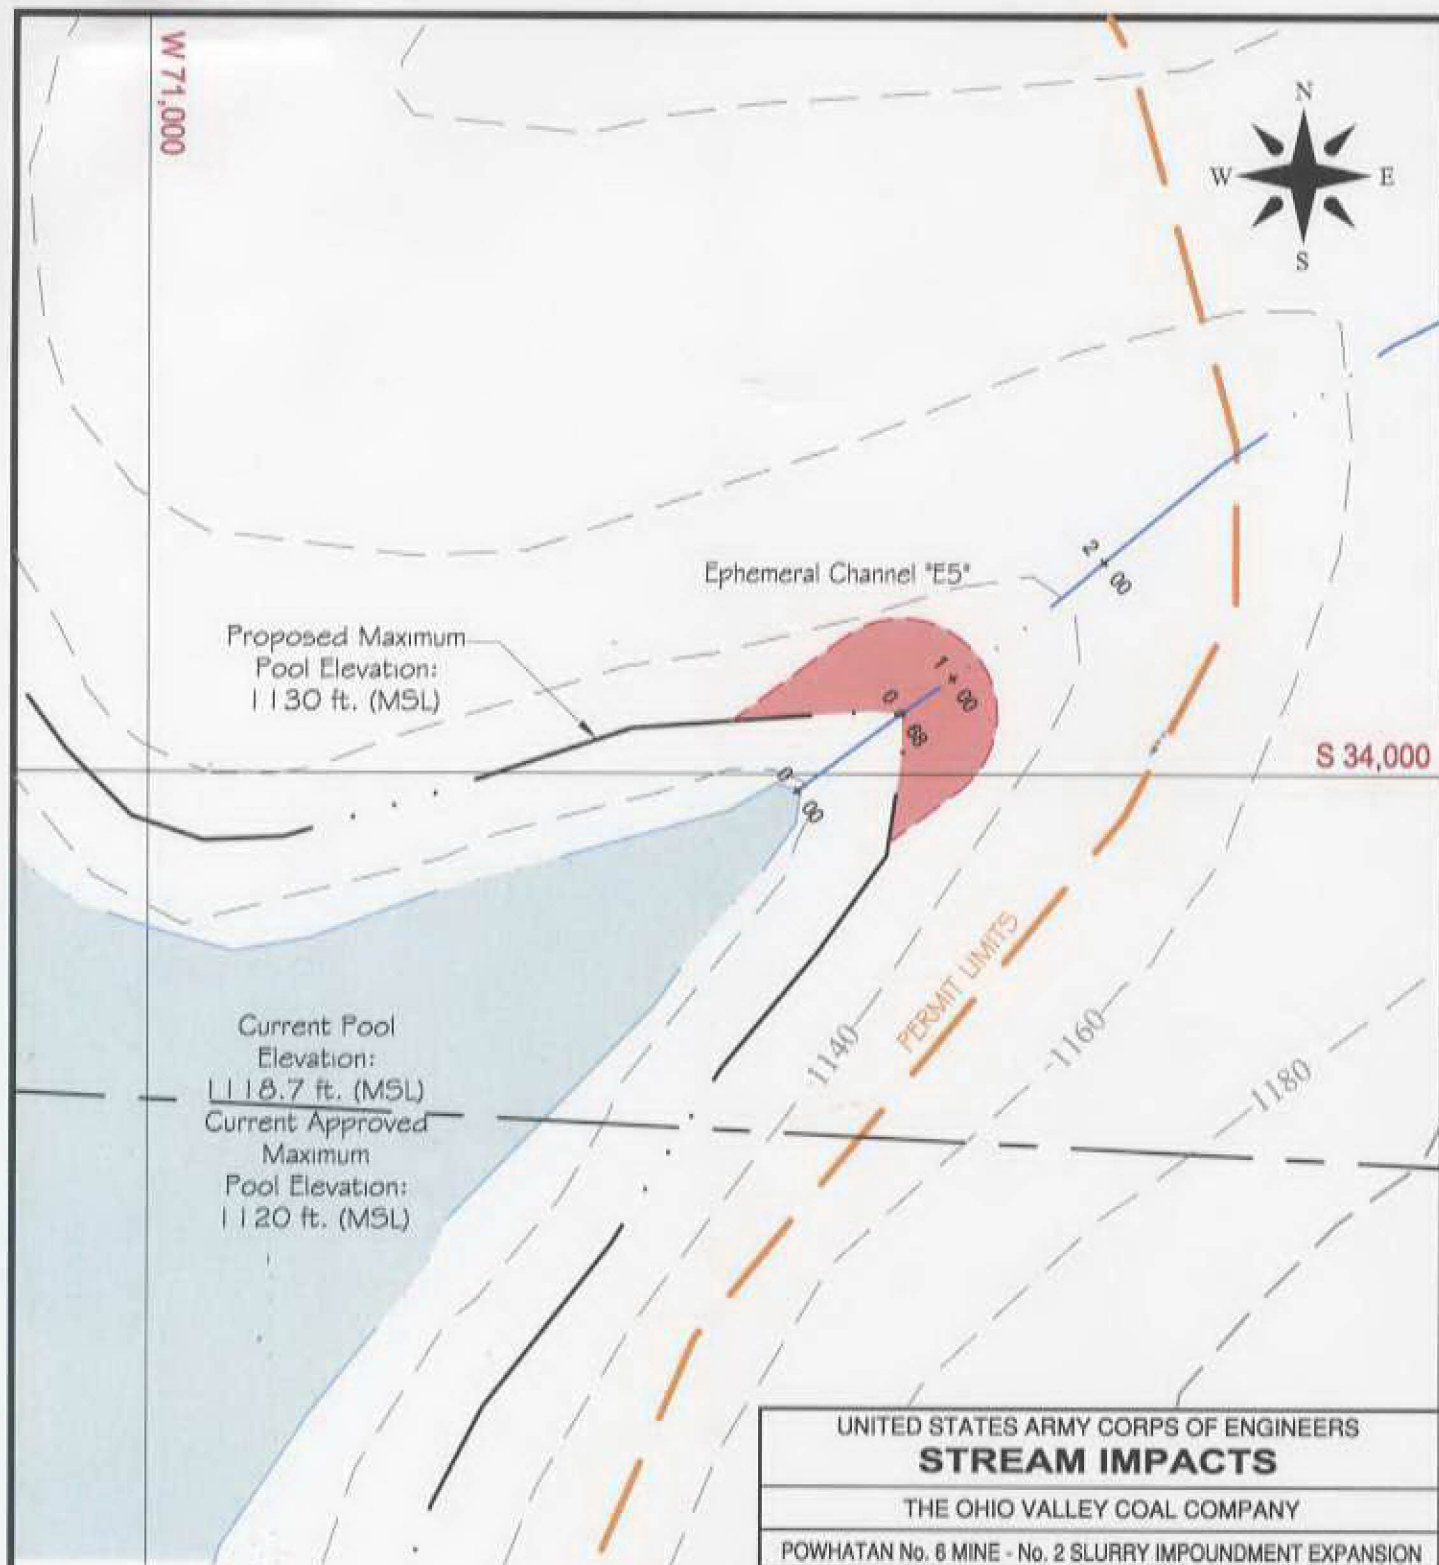 W 71,000
N
W
E
S
2
+
00
Ephemeral Channel "E5"
Proposed Maximum
Pool Elevation:
1130 ft. (MSL)
1
+
00
0
68
S 34,000
0
00
PERMIT LIMITS
Current Pool
Elevation:
1118.7 ft. (MSL)
Current Approved
Maximum
Pool Elevation:
1120 ft. (MSL)
1140
1160
1180
UNITED STATES ARMY CORPS OF ENGINEERS
STREAM IMPACTS
THE OHIO VALLEY COAL COMPANY
POWHATAN No. 6 MINE - No. 2 SLURRY IMPOUNDMENT EXPANSION